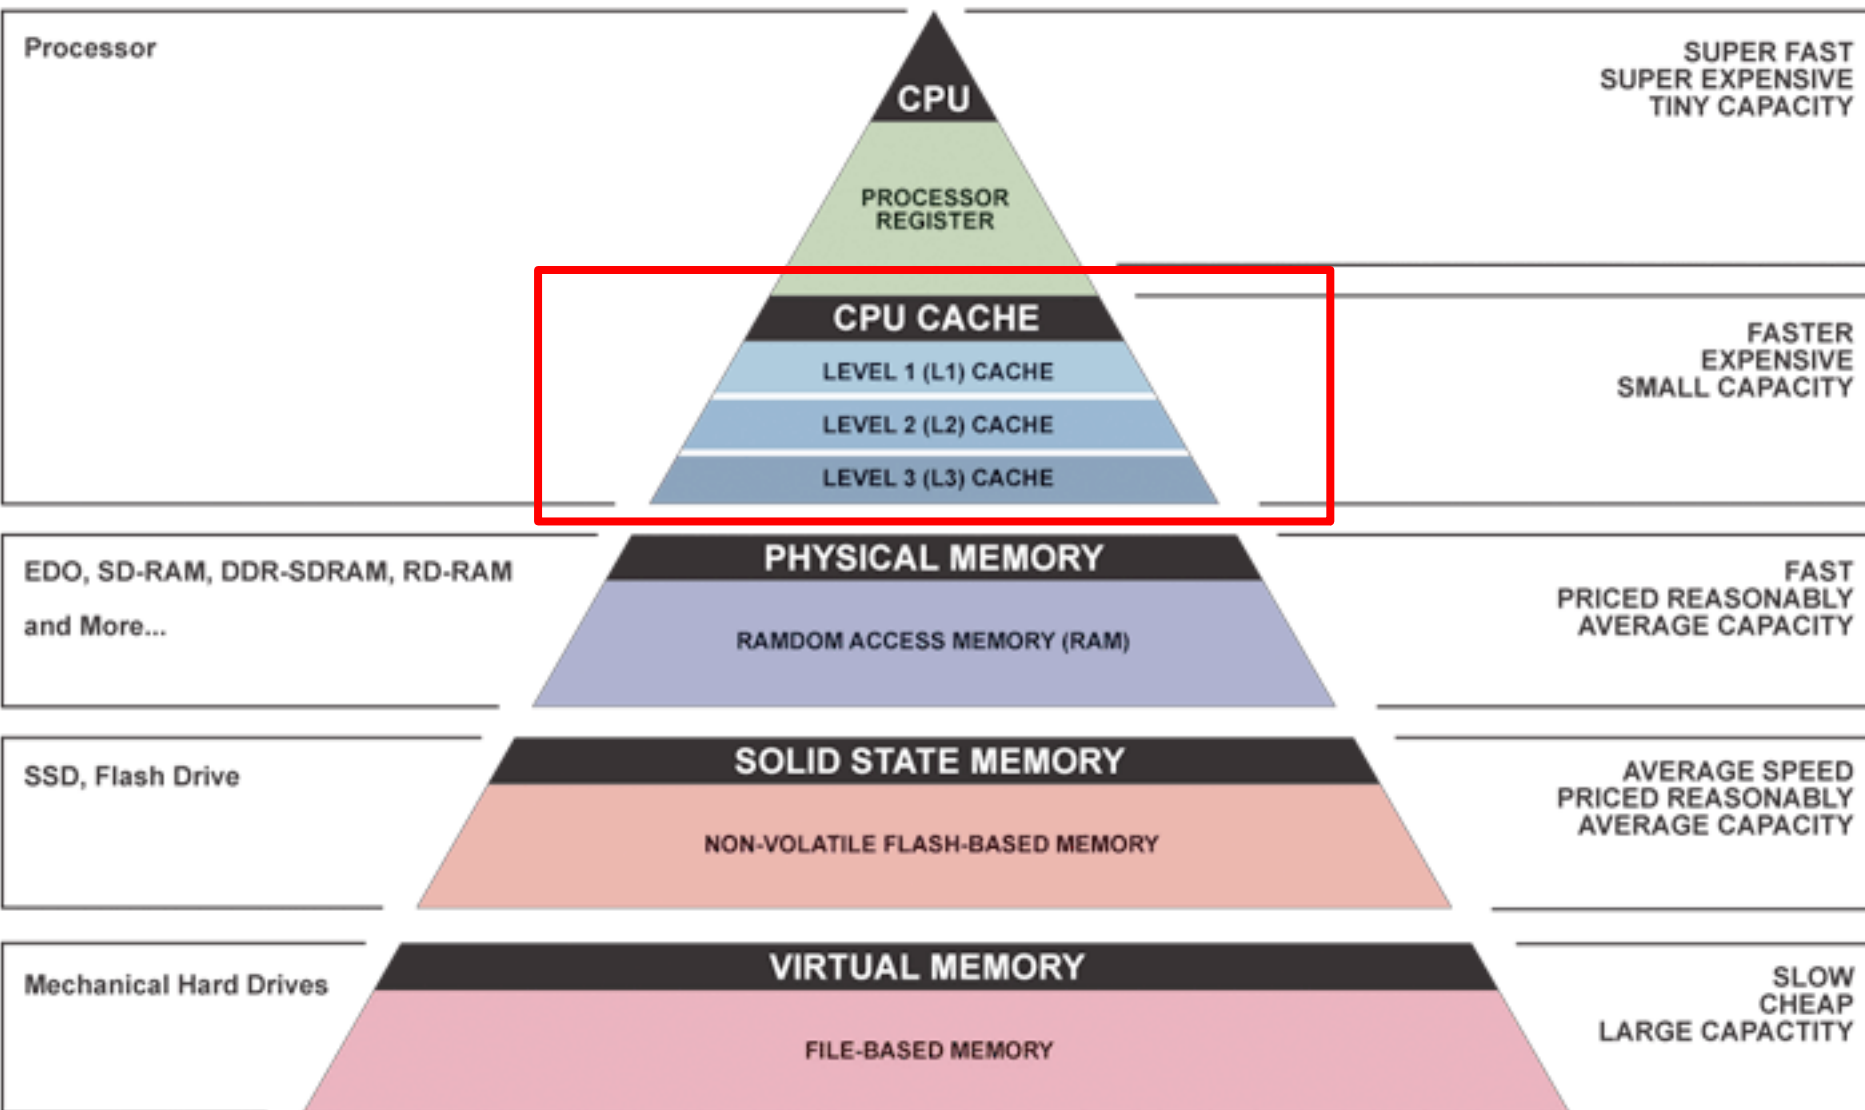 Processor
CPU
SUPER FAST
SUPER EXPENSIVE
TINY CAPACITY
PROCESSOR
REGISTER
CPU CACHE
LEVEL 1 (L1) CACHE
LEVEL 2 (L2) CACHE
LEVEL 3 (L3) CACHE
FASTER
EXPENSIVE
SMALL CAPACITY
EDO, SD-RAM, DDR-SDRAM, RD-RAM
and More...
PHYSICAL MEMORY
RAMDOM ACCESS MEMORY (RAM)
FAST
PRICED REASONABLY
AVERAGE CAPACITY
SSD, Flash Drive
SOLID STATE MEMORY
NON-VOLATILE FLASH-BASED MEMORY
AVERAGE SPEED
PRICED REASONABLY
AVERAGE CAPACITY
Mechanical Hard Drives
VIRTUAL MEMORY
FILE-BASED MEMORY
SLOW
CHEAP
LARGE CAPACTITY